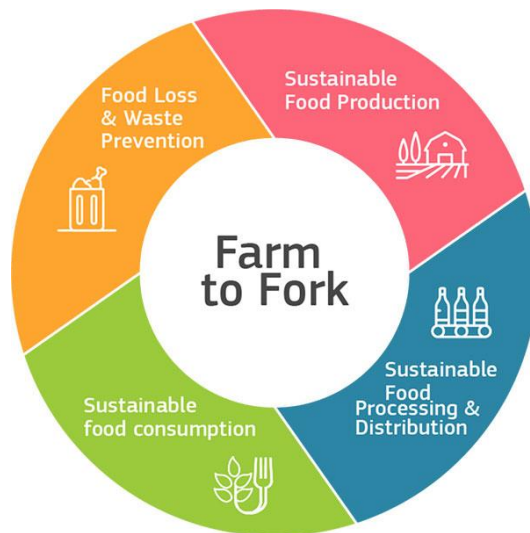 Farm
to Fork
Sustainable
Food Production
Sustainable
Food
Processing &
Distribution
Sustainable
food consumption
Food Loss
& Waste
Prevention